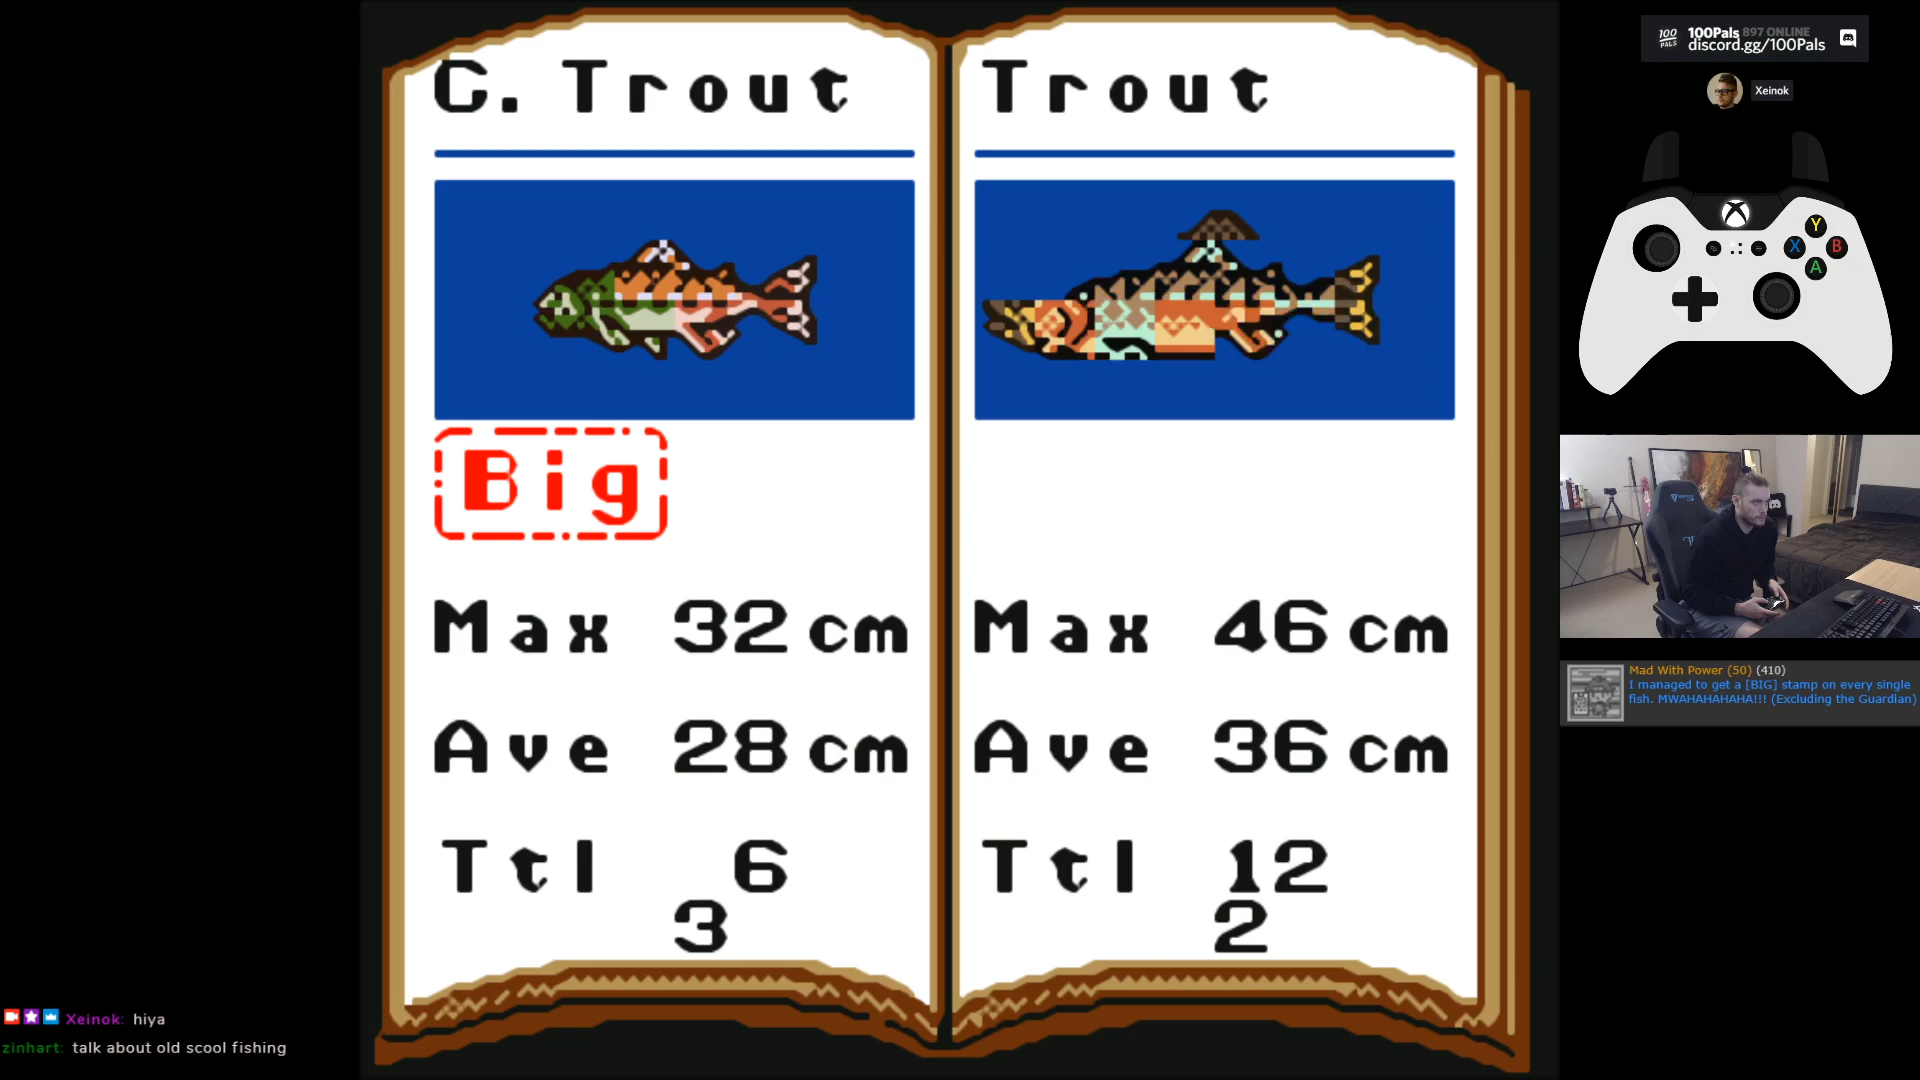 C. Trout
Big
Max 32 cm
Ave 28 cm
Ttl 6
3
Trout
Max 46 cm
Ave 36 cm
Ttl 12
2
100 PALS
100Pals 897 ONLINE
discord.gg/100Pals
Xeinok
Y
X B
A
Mad With Power (50) (410)
I managed to get a [BIG] stamp on every single
fish. MWAHAHAHAHA!!! (Excluding the Guardian)
Xeinok: hiya
zinhart: talk about old scool fishing